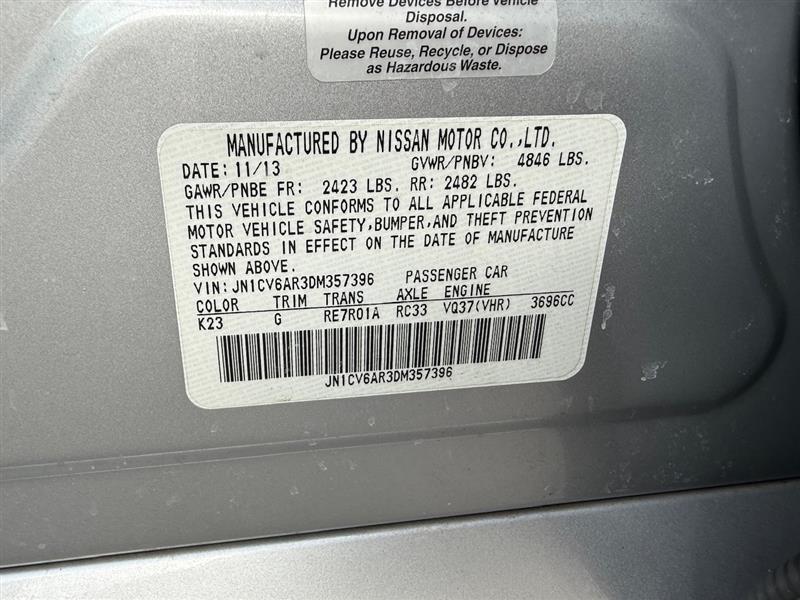 Remove Devices Before Vehicle
Disposal.
Upon Removal of Devices:
Please Reuse, Recycle, or Dispose
as Hazardous Waste.
MANUFACTURED BY NISSAN MOTOR CO.,LTD.
DATE: 11/13 GVWR/PNBV: 4846 LBS.
GAWR/PNBE FR: 2423 LBS. RR: 2482 LBS.
THIS VEHICLE CONFORMS TO ALL APPLICABLE FEDERAL
MOTOR VEHICLE SAFETY,BUMPER,AND THEFT PREVENTION
STANDARDS IN EFFECT ON THE DATE OF MANUFACTURE
SHOWN ABOVE.
VIN:JN1CV6AR3DM357396 PASSENGER CAR
COLOR TRIM TRANS AXLE ENGINE
K23 G RE7R01A RC33 VQ37(VHR) 3696CC
JN1CV6AR3DM357396